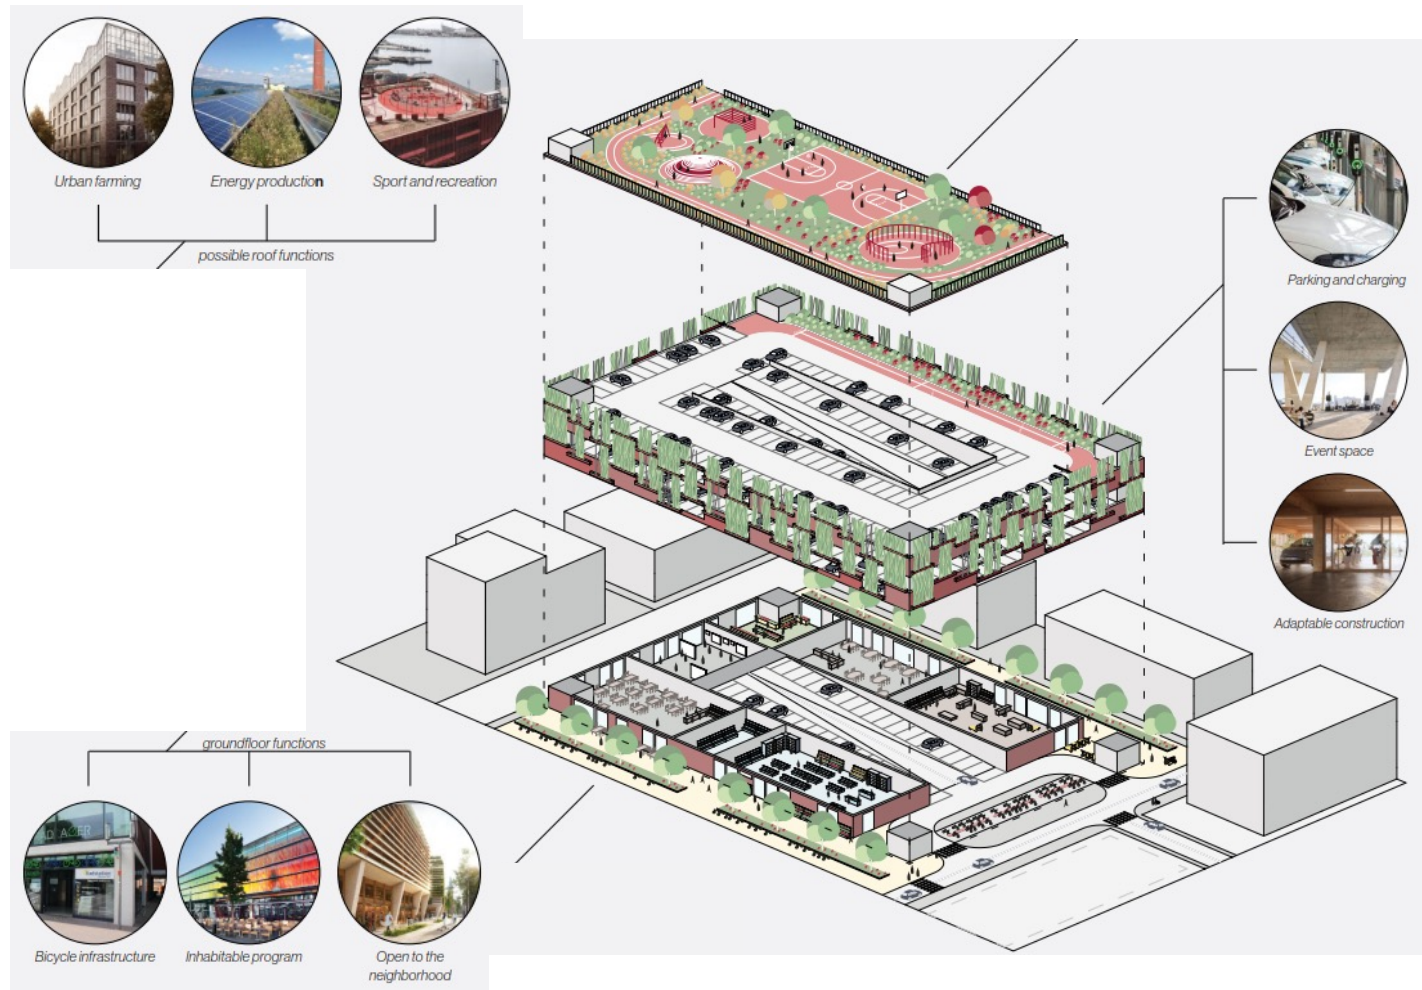 Urban farming
Energy production
Sport and recreation
possible roof functions
Parking and charging
Event space
Adaptable construction
groundfloor functions
Bicycle infrastructure
Inhabitable program
Open to the
neighborhood